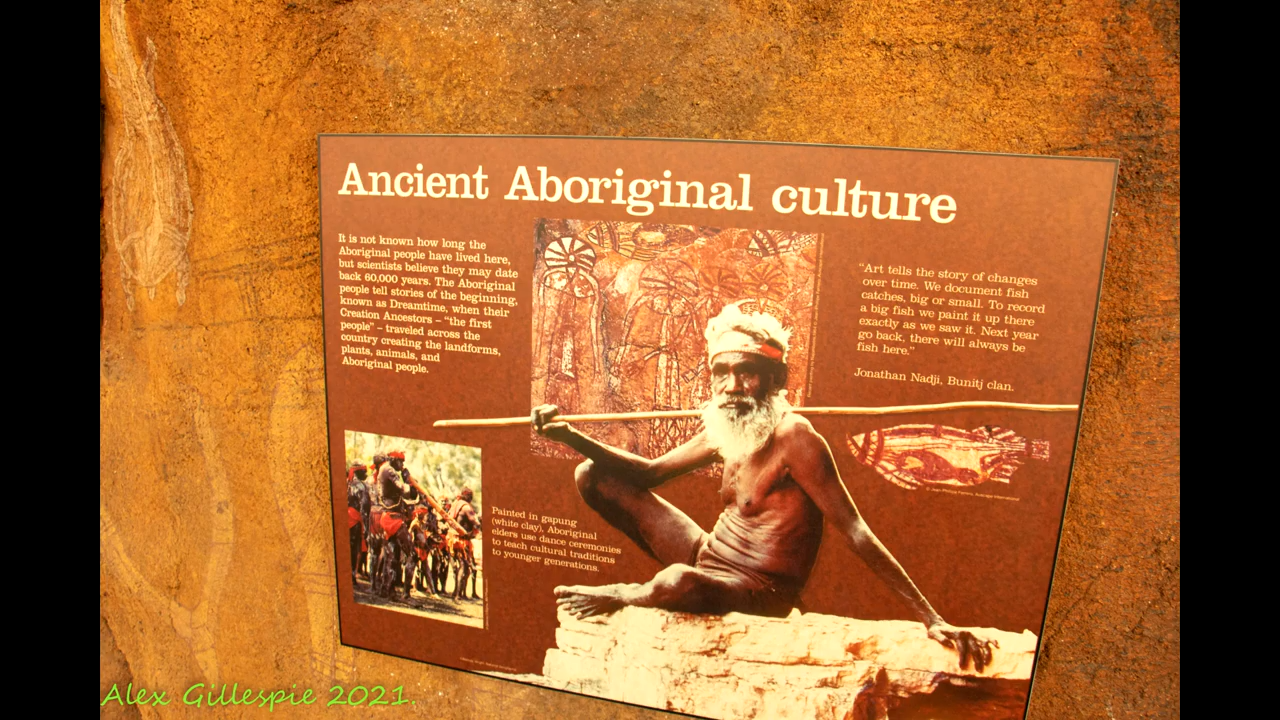 Ancient Aboriginal culture
It is not known how long the
Aboriginal people have lived here,
but scientists believe they may date
back 60,000 years. The Aboriginal
people tell stories of the beginning,
known as Dreamtime, when their
Creation Ancestors – "the first
people" – traveled across the
country creating the landforms,
plants, animals, and
Aboriginal people.
"Art tells the story of changes
over time. We document fish
catches, big or small. To record
a big fish we paint it up there
exactly as we saw it. Next year
go back, there will always be
fish here."
Jonathan Nadji, Bunitj clan.
Painted in gapung
(white clay), Aboriginal
elders use dance ceremonies
to teach cultural traditions
to younger generations.
Alex Gillespie 2021.